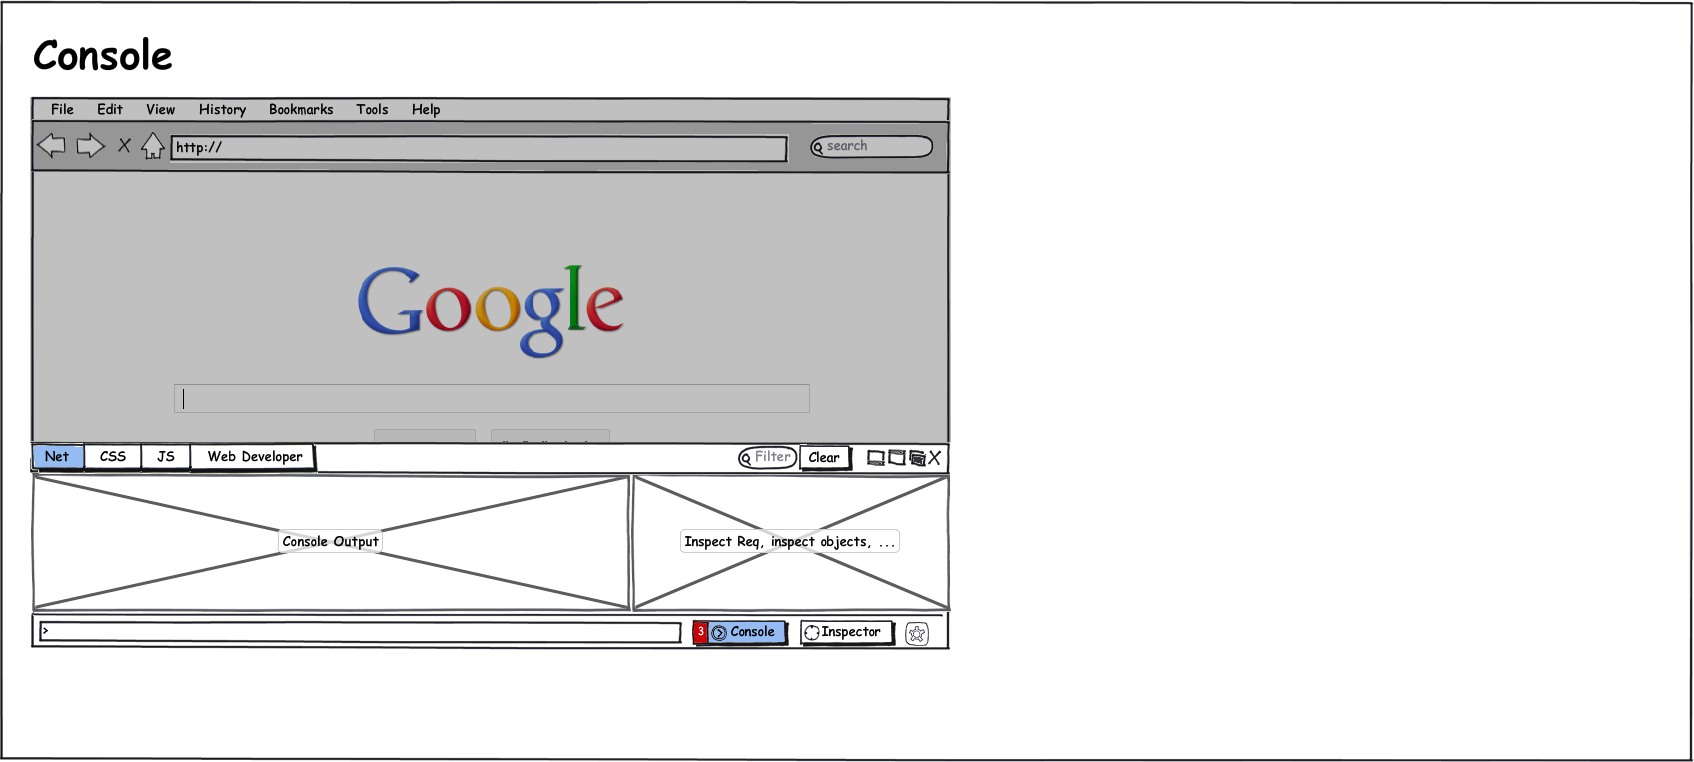 Console
File Edit View History Bookmarks Tools Help
http:// search
Google
Net CSS JS Web Developer Filter Clear
Console Output Inspect Req, inspect objects, ...
> 3 Console Inspector